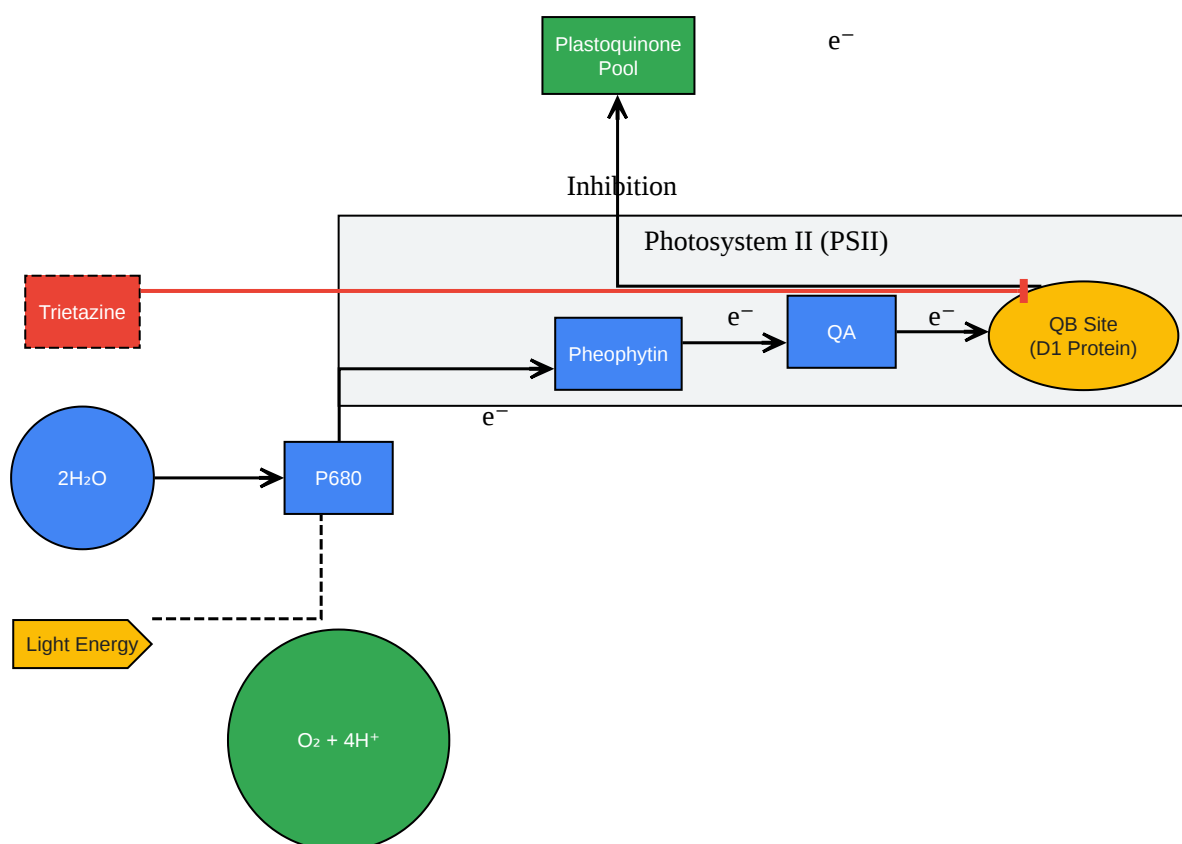 Plastoquinone
Pool
e⁻
Inhibition
Photosystem II (PSII)
Trietazine
e⁻
e⁻
QB Site
(D1 Protein)
QA
Pheophytin
e⁻
2H₂O
P680
Light Energy
O₂ + 4H⁺